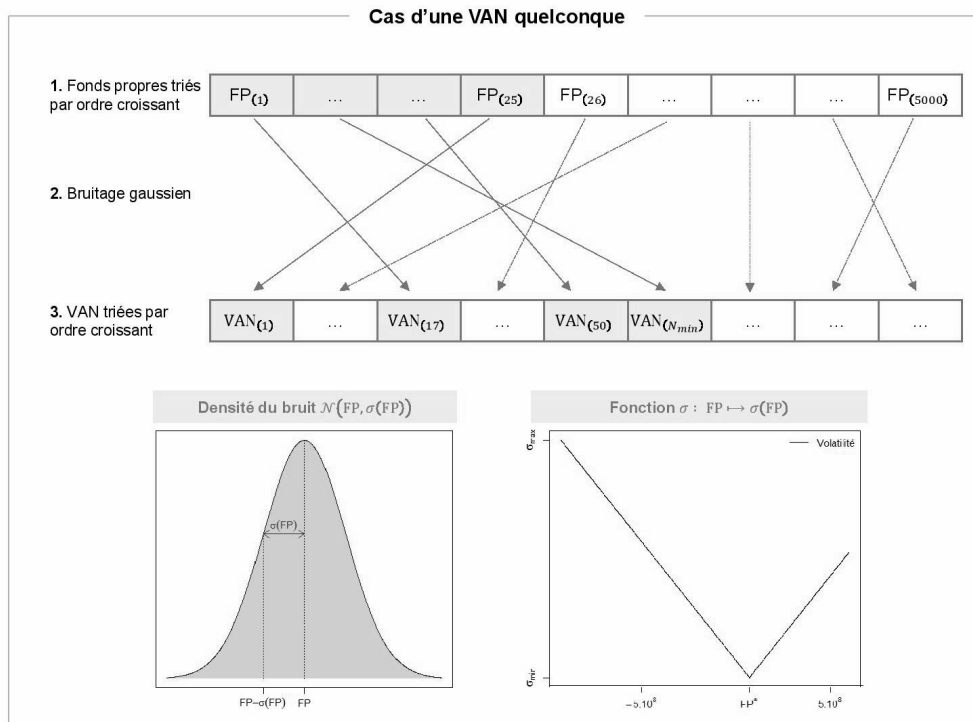 Cas d'une VAN quelconque
1. Fonds propres triés
par ordre croissant
FP(1) ... ... FP(25) FP(26) ... ... ... FP(5000)
2. Bruitage gaussien
3. VAN triées par
ordre croissant
VAN(1) ... VAN(17) ... VAN(50) VAN(Nmin) ... ... ...
Densité du bruit 𝒩(FP, σ(FP))
σ(FP)
FP−σ(FP) FP
Fonction σ : FP ⟼ σ(FP)
σmax
Volatilité
σmin
−5.10⁸ FP* 5.10⁸